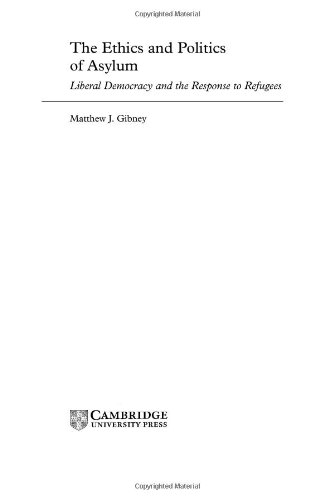 Copyrighted Material
The Ethics and Politics
of Asylum
Liberal Democracy and the Response to Refugees
Matthew J. Gibney
CAMBRIDGE
UNIVERSITY PRESS
Copyrighted Material